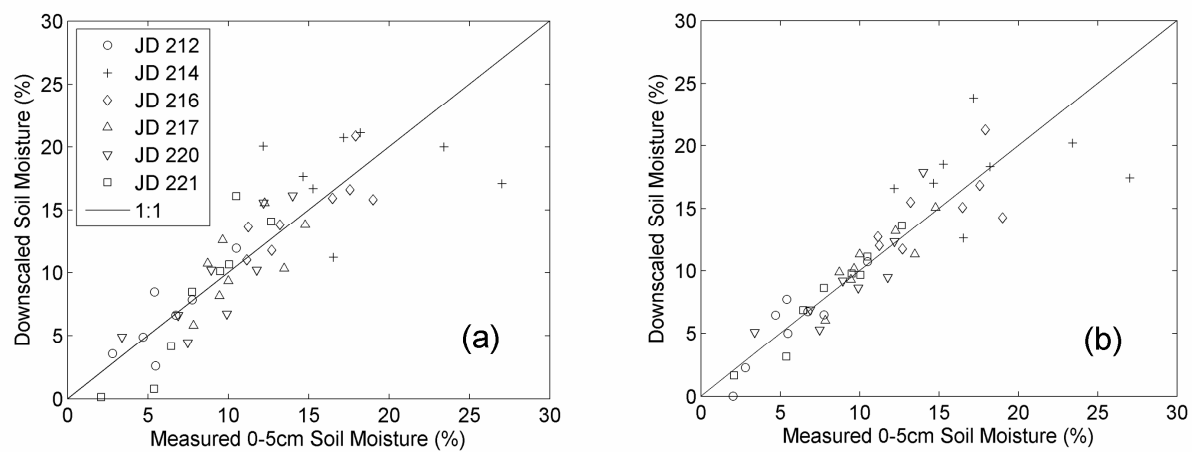 30
25
20
15
10
5
0
Downscaled Soil Moisture (%)
JD 212
JD 214
JD 216
JD 217
JD 220
JD 221
1:1
(a)
0 5 10 15 20 25 30
Measured 0-5cm Soil Moisture (%)
30
25
20
15
10
5
0
Downscaled Soil Moisture (%)
(b)
0 5 10 15 20 25 30
Measured 0-5cm Soil Moisture (%)